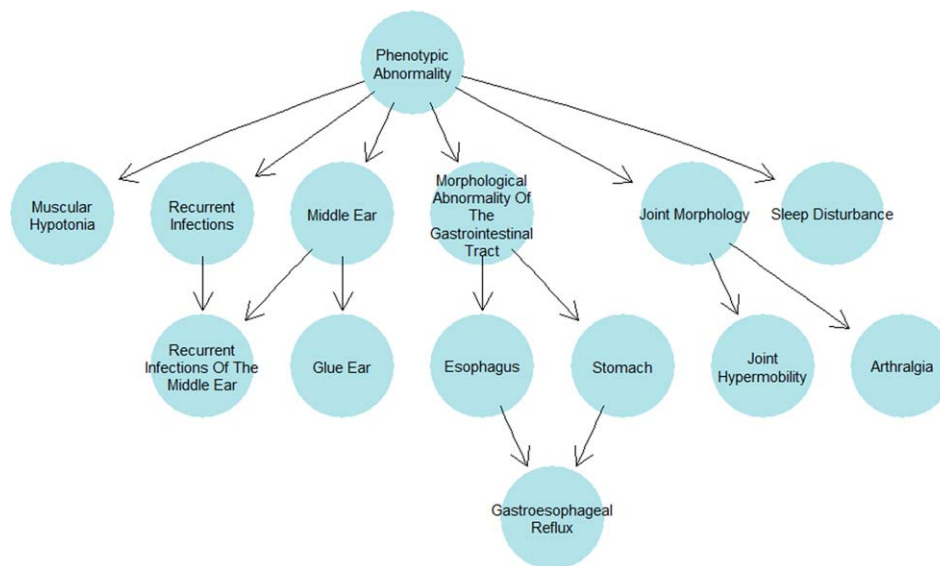 Phenotypic
Abnormality
Muscular
Hypotonia
Recurrent
Infections
Middle Ear
Morphological
Abnormality Of
The
Gastrointestinal
Tract
Joint Morphology
Sleep Disturbance
Recurrent
Infections Of The
Middle Ear
Glue Ear
Esophagus
Stomach
Joint
Hypermobility
Arthralgia
Gastroesophageal
Reflux